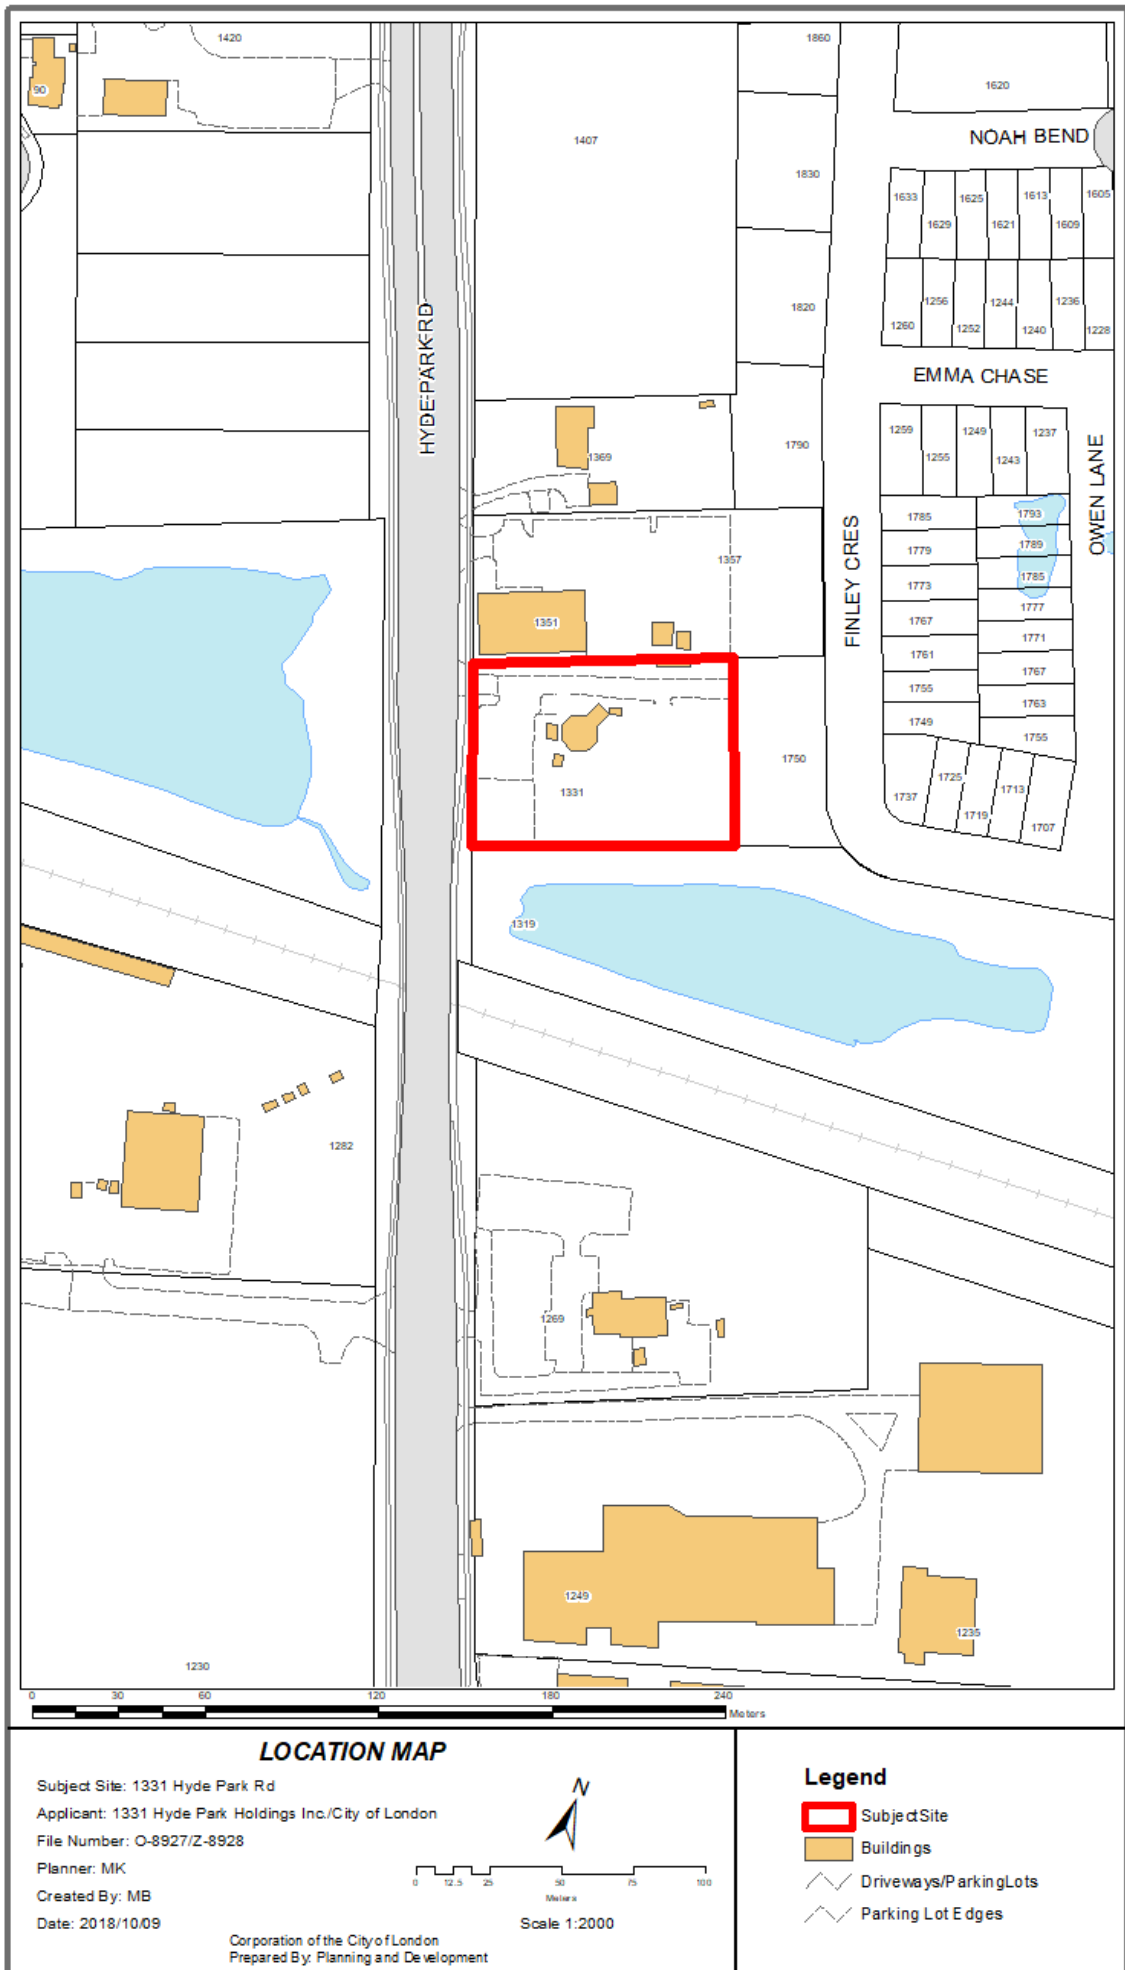 1420
1860
1620
90
1407
NOAH BEND
1830
1633
1625
1613
1605
1629
1621
1609
1820
1256
1244
1236
1260
1252
1240
1228
HYDE PARK RD
EMMA CHASE
1790
1259
1249
1237
1369
1255
1243
OWEN LANE
1785
1793
FINLEY CRES
1779
1789
1357
1773
1785
1767
1777
1351
1761
1771
1755
1767
1749
1763
1755
1750
1725
1713
1331
1737
1719
1707
1319
1282
1269
1249
1235
1230
0 30 60 120 180 240
Meters
LOCATION MAP
Subject Site: 1331 Hyde Park Rd
Applicant: 1331 Hyde Park Holdings Inc./City of London
File Number: O-8927/Z-8928
Planner: MK
Created By: MB
Date: 2018/10/09
N
0 12.5 25 50 75 100
Meters
Scale 1:2000
Corporation of the City of London
Prepared By: Planning and Development
Legend
Subject Site
Buildings
Driveways/Parking Lots
Parking Lot Edges